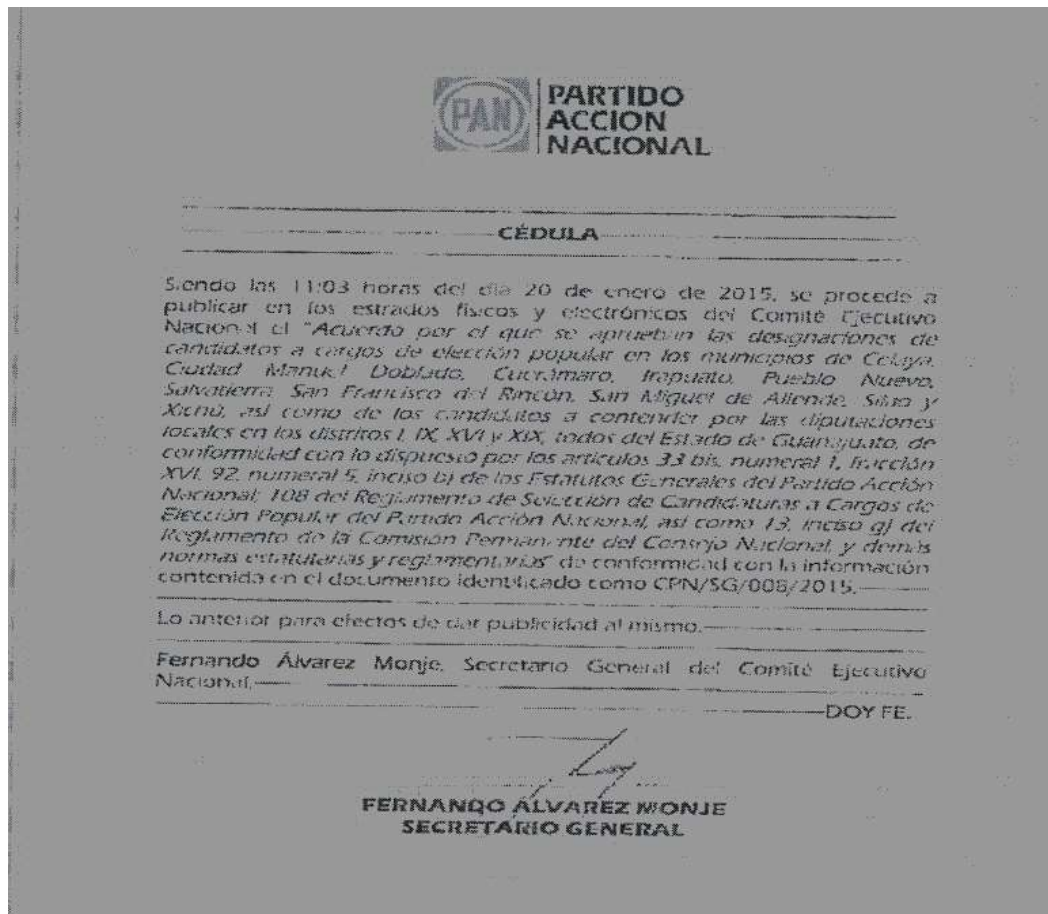 PAN
PARTIDO
ACCION
NACIONAL
CÉDULA
Siendo las 11:03 horas del día 20 de enero de 2015, se procede a
publicar en los estrados físicos y electrónicos del Comité Ejecutivo
Nacional el "Acuerdo por el que se aprueban las designaciones de
candidatos a cargos de elección popular en los municipios de Celaya,
Ciudad Manuel Doblado, Cuerámaro, Irapuato, Pueblo Nuevo,
Salvatierra, San Francisco del Rincón, San Miguel de Allende, Silao y
Xichú, así como de los candidatos a contender por las diputaciones
locales en los distritos I, IX, XVI y XIX, todos del Estado de Guanajuato, de
conformidad con lo dispuesto por los artículos 33 bis, numeral 1, fracción
XVI, 92, numeral 5, inciso b) de los Estatutos Generales del Partido Acción
Nacional; 108 del Reglamento de Selección de Candidaturas a Cargos de
Elección Popular del Partido Acción Nacional, así como 13, inciso g) del
Reglamento de la Comisión Permanente del Consejo Nacional, y demás
normas estatutarias y reglamentarias" de conformidad con la información
contenida en el documento identificado como CPN/SG/008/2015.
Lo anterior para efectos de dar publicidad al mismo.
Fernando Álvarez Monje, Secretario General del Comité Ejecutivo
Nacional.
DOY FE.
FERNANDO ÁLVAREZ MONJE
SECRETARIO GENERAL